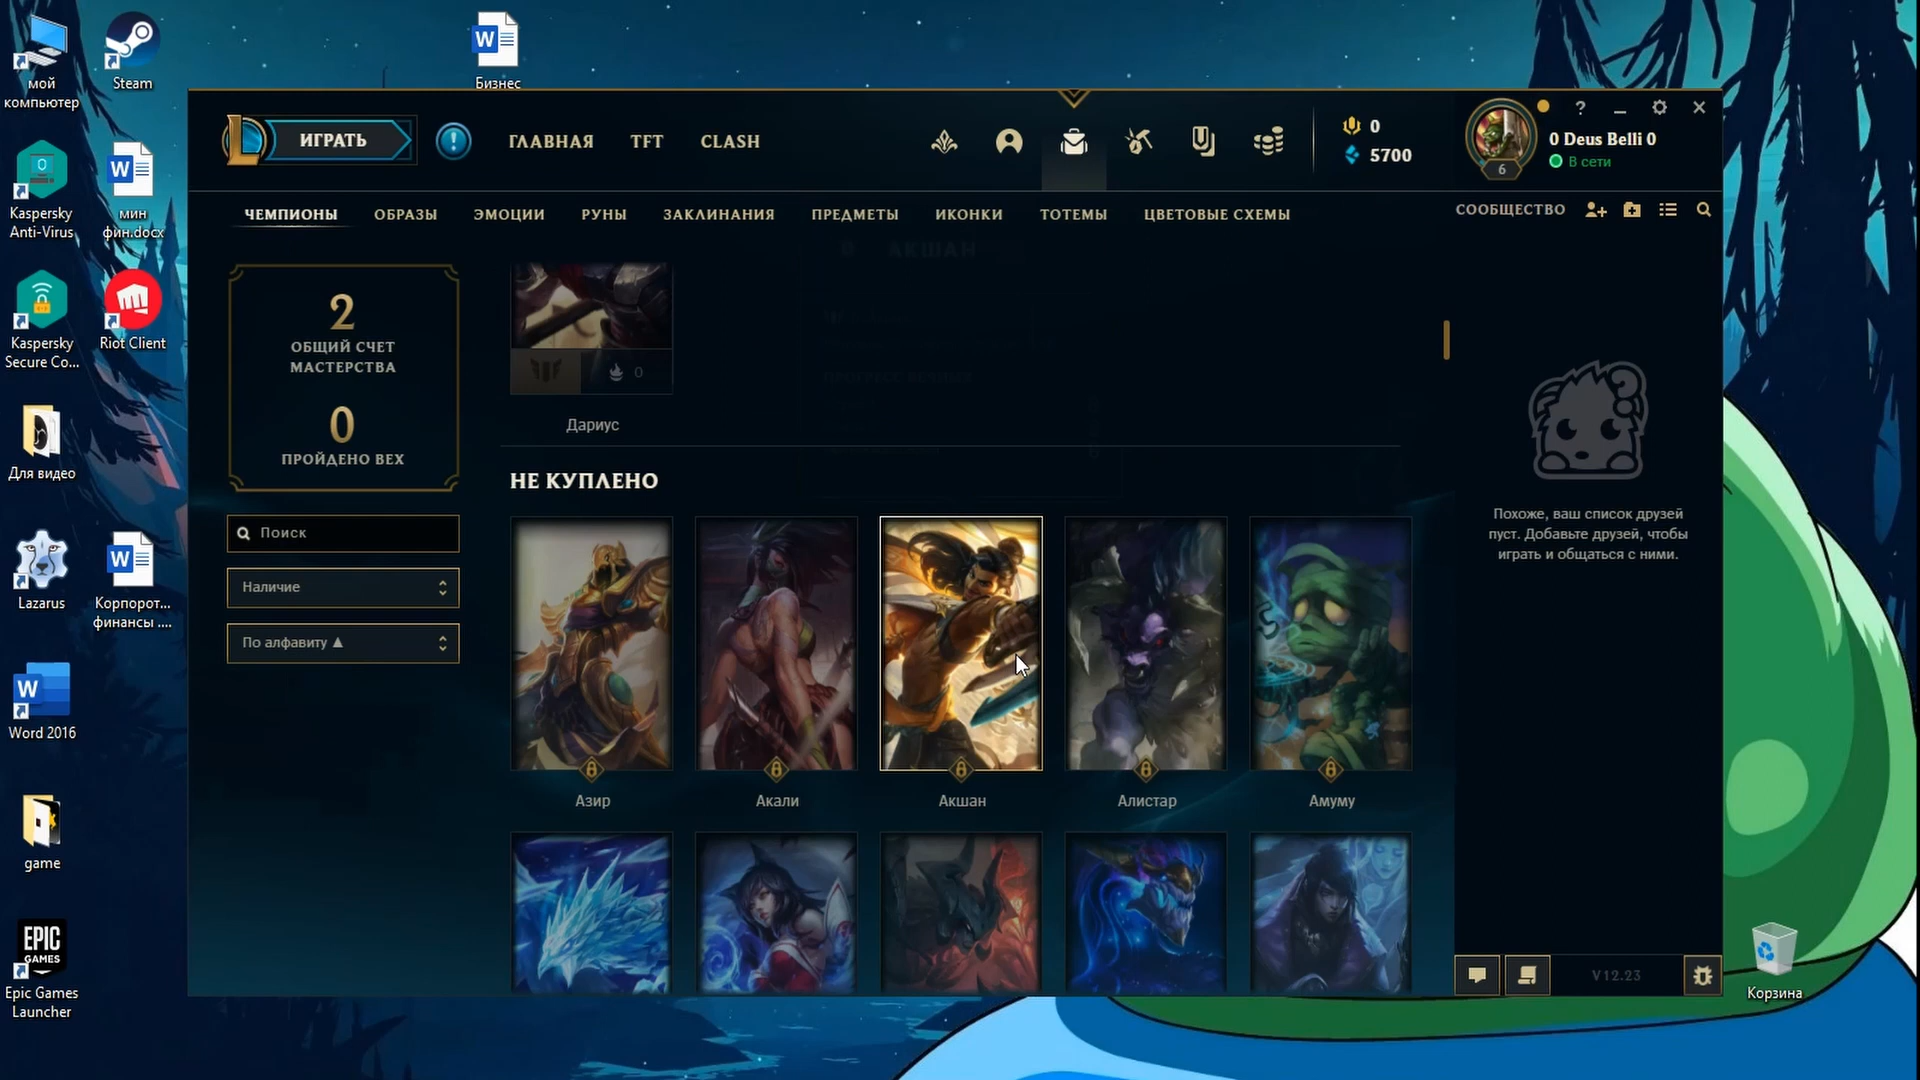 мой
компьютер
Steam
Бизнес
Kaspersky
Anti-Virus
мин
фин.docx
Kaspersky
Secure Co...
Riot Client
Для видео
Lazarus
Корпорот...
финансы ....
Word 2016
game
EPIC
GAMES
Epic Games
Launcher
Корзина
ИГРАТЬ
ГЛАВНАЯ
TFT
CLASH
0
5700
6
0 Deus Belli 0
В сети
?
ЧЕМПИОНЫ
ОБРАЗЫ
ЭМОЦИИ
РУНЫ
ЗАКЛИНАНИЯ
ПРЕДМЕТЫ
ИКОНКИ
ТОТЕМЫ
ЦВЕТОВЫЕ СХЕМЫ
СООБЩЕСТВО
АКШАН
2
ОБЩИЙ СЧЕТ
МАСТЕРСТВА
0
ПРОЙДЕНО ВЕХ
Поиск
Наличие
По алфавиту ▲
0
Дариус
НЕ КУПЛЕНО
Азир
Акали
Акшан
Алистар
Амуму
Похоже, ваш список друзей
пуст. Добавьте друзей, чтобы
играть и общаться с ними.
V12.23